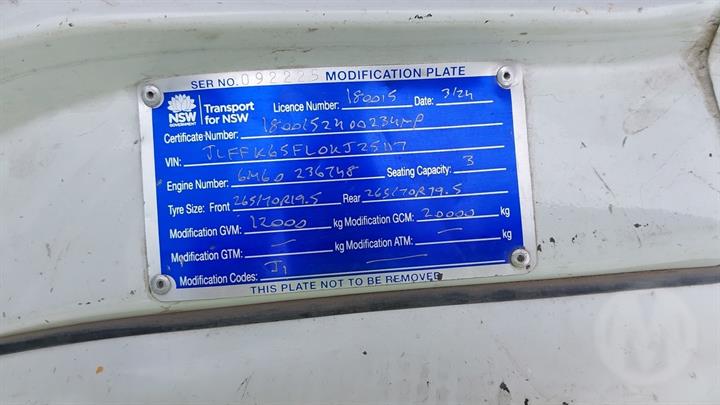 SER NO. 092225 MODIFICATION PLATE
NSW GOVERNMENT Transport for NSW
Licence Number: 180015 Date: 3/24
Certificate Number: 1800152400234MP
VIN: JLFFK65FL0KJ25117
Engine Number: 6M60 236748 Seating Capacity: 3
Tyre Size: Front 265/70R19.5 Rear 265/70R19.5
Modification GVM: 12000 kg Modification GCM: 20000 kg
Modification GTM: — kg Modification ATM: — kg
Modification Codes: J1 —
THIS PLATE NOT TO BE REMOVED
M